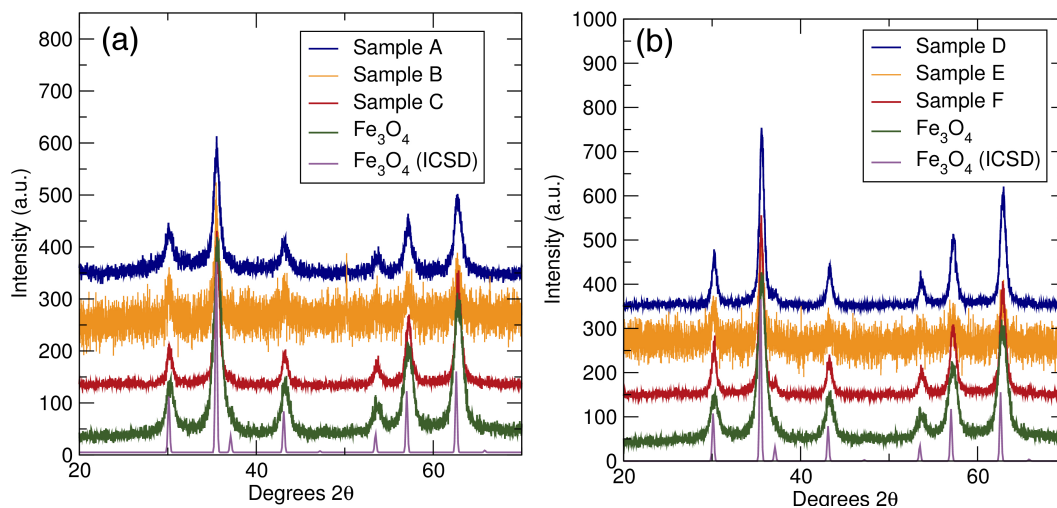 (a)
Sample A
Sample B
Sample C
Fe3O4
Fe3O4 (ICSD)
Intensity (a.u.)
800
700
600
500
400
300
200
100
0
20
40
60
Degrees 2θ
(b)
Sample D
Sample E
Sample F
Fe3O4
Fe3O4 (ICSD)
Intensity (a.u.)
1000
900
800
700
600
500
400
300
200
100
0
20
40
60
Degrees 2θ